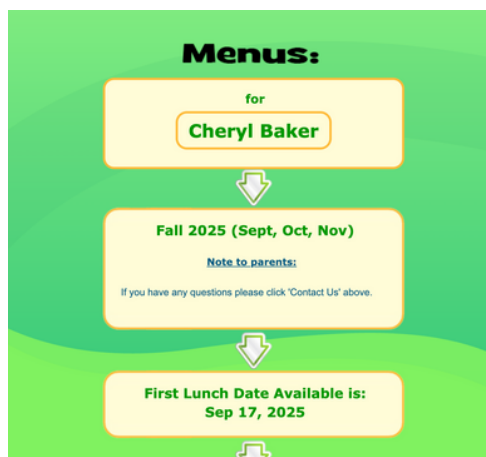 Menus:
for
Cheryl Baker
Fall 2025 (Sept, Oct, Nov)
Note to parents:
If you have any questions please click 'Contact Us' above.
First Lunch Date Available is:
Sep 17, 2025